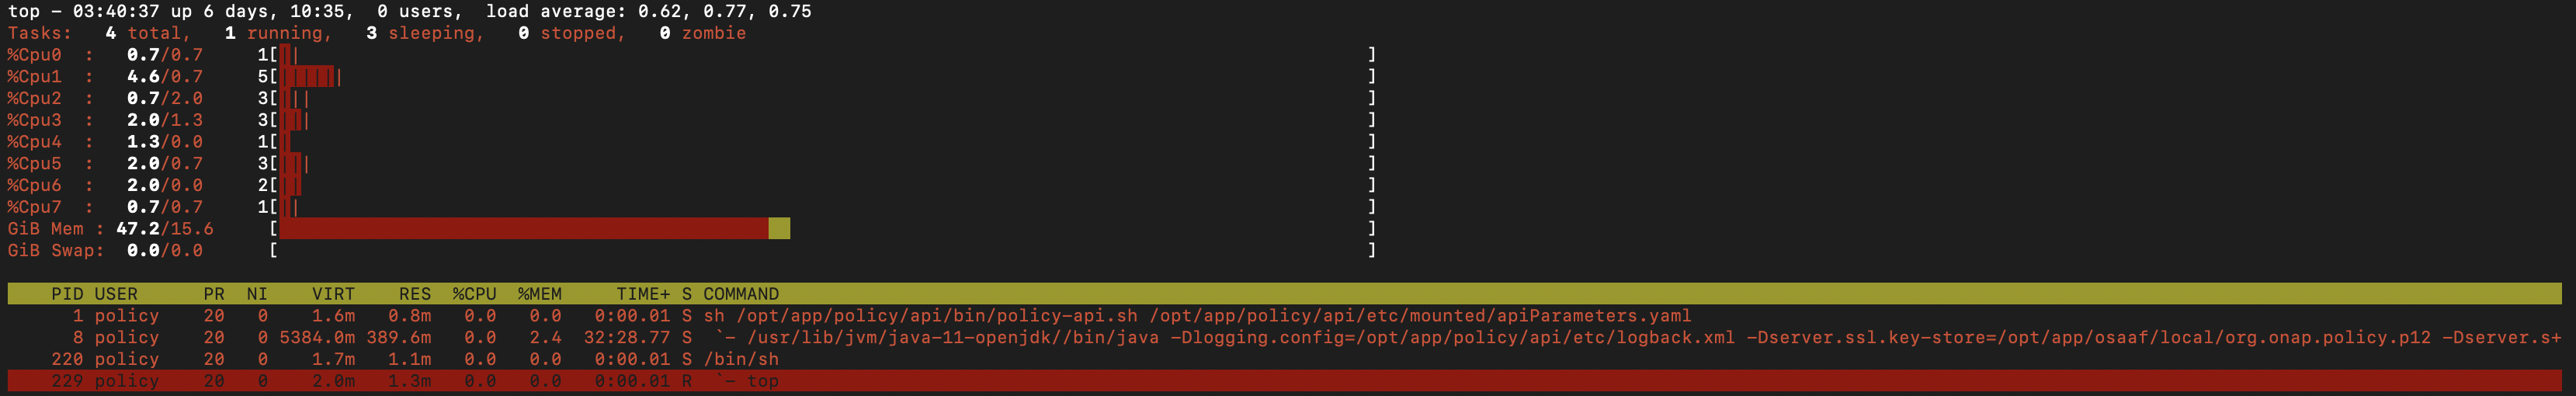 top - 03:40:37 up 6 days, 10:35,  0 users,  load average: 0.62, 0.77, 0.75
Tasks:   4 total,   1 running,   3 sleeping,   0 stopped,   0 zombie
%Cpu0  :   0.7/0.7     1[||                                        ]
%Cpu1  :   4.6/0.7     5[||||||                                    ]
%Cpu2  :   0.7/2.0     3[|||                                       ]
%Cpu3  :   2.0/1.3     3[|||                                       ]
%Cpu4  :   1.3/0.0     1[|                                         ]
%Cpu5  :   2.0/0.7     3[|||                                       ]
%Cpu6  :   2.0/0.0     2[||                                        ]
%Cpu7  :   0.7/0.7     1[||                                        ]
GiB Mem : 47.2/15.6     [                                          ]
GiB Swap:  0.0/0.0      [                                          ]
PID USER      PR  NI    VIRT    RES  %CPU  %MEM     TIME+ S COMMAND
1 policy    20   0    1.6m   0.8m   0.0   0.0   0:00.01 S sh /opt/app/policy/api/bin/policy-api.sh /opt/app/policy/api/etc/mounted/apiParameters.yaml
8 policy    20   0 5384.0m 389.6m   0.0   2.4  32:28.77 S  `- /usr/lib/jvm/java-11-openjdk//bin/java -Dlogging.config=/opt/app/policy/api/etc/logback.xml -Dserver.ssl.key-store=/opt/app/osaaf/local/org.onap.policy.p12 -Dserver.s+
220 policy    20   0    1.7m   1.1m   0.0   0.0   0:00.01 S /bin/sh
229 policy    20   0    2.0m   1.3m   0.0   0.0   0:00.01 R  `- top